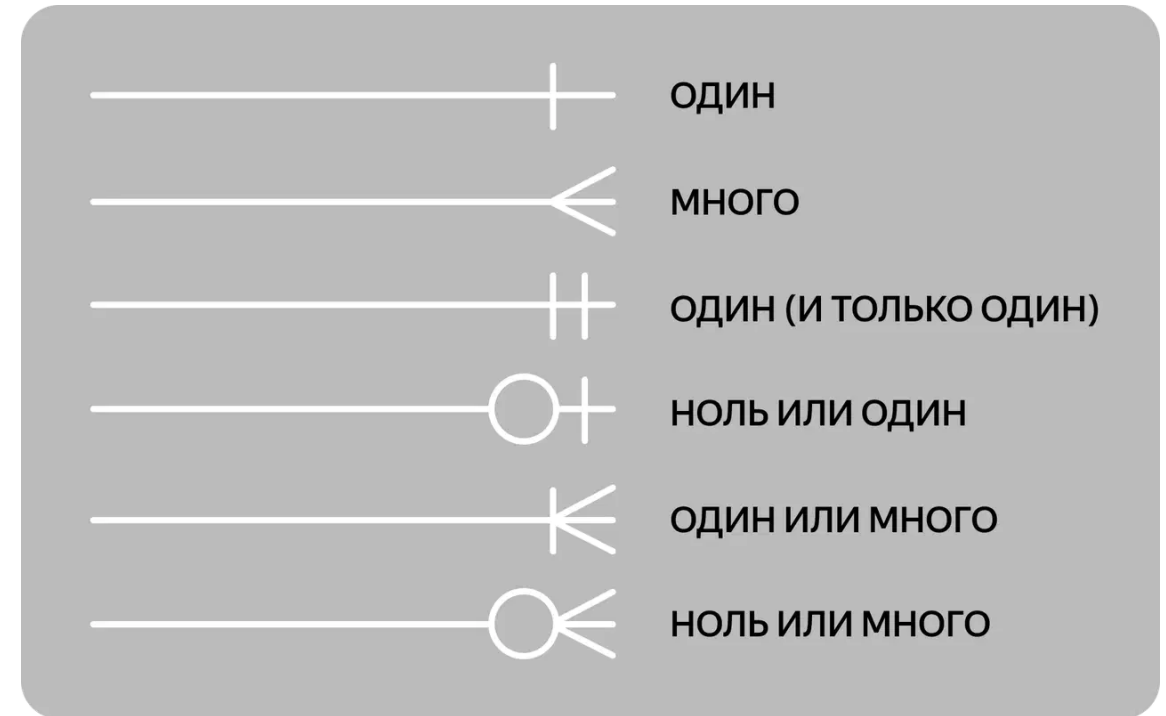 ОДИН
МНОГО
ОДИН (И ТОЛЬКО ОДИН)
НОЛЬ ИЛИ ОДИН
ОДИН ИЛИ МНОГО
НОЛЬ ИЛИ МНОГО